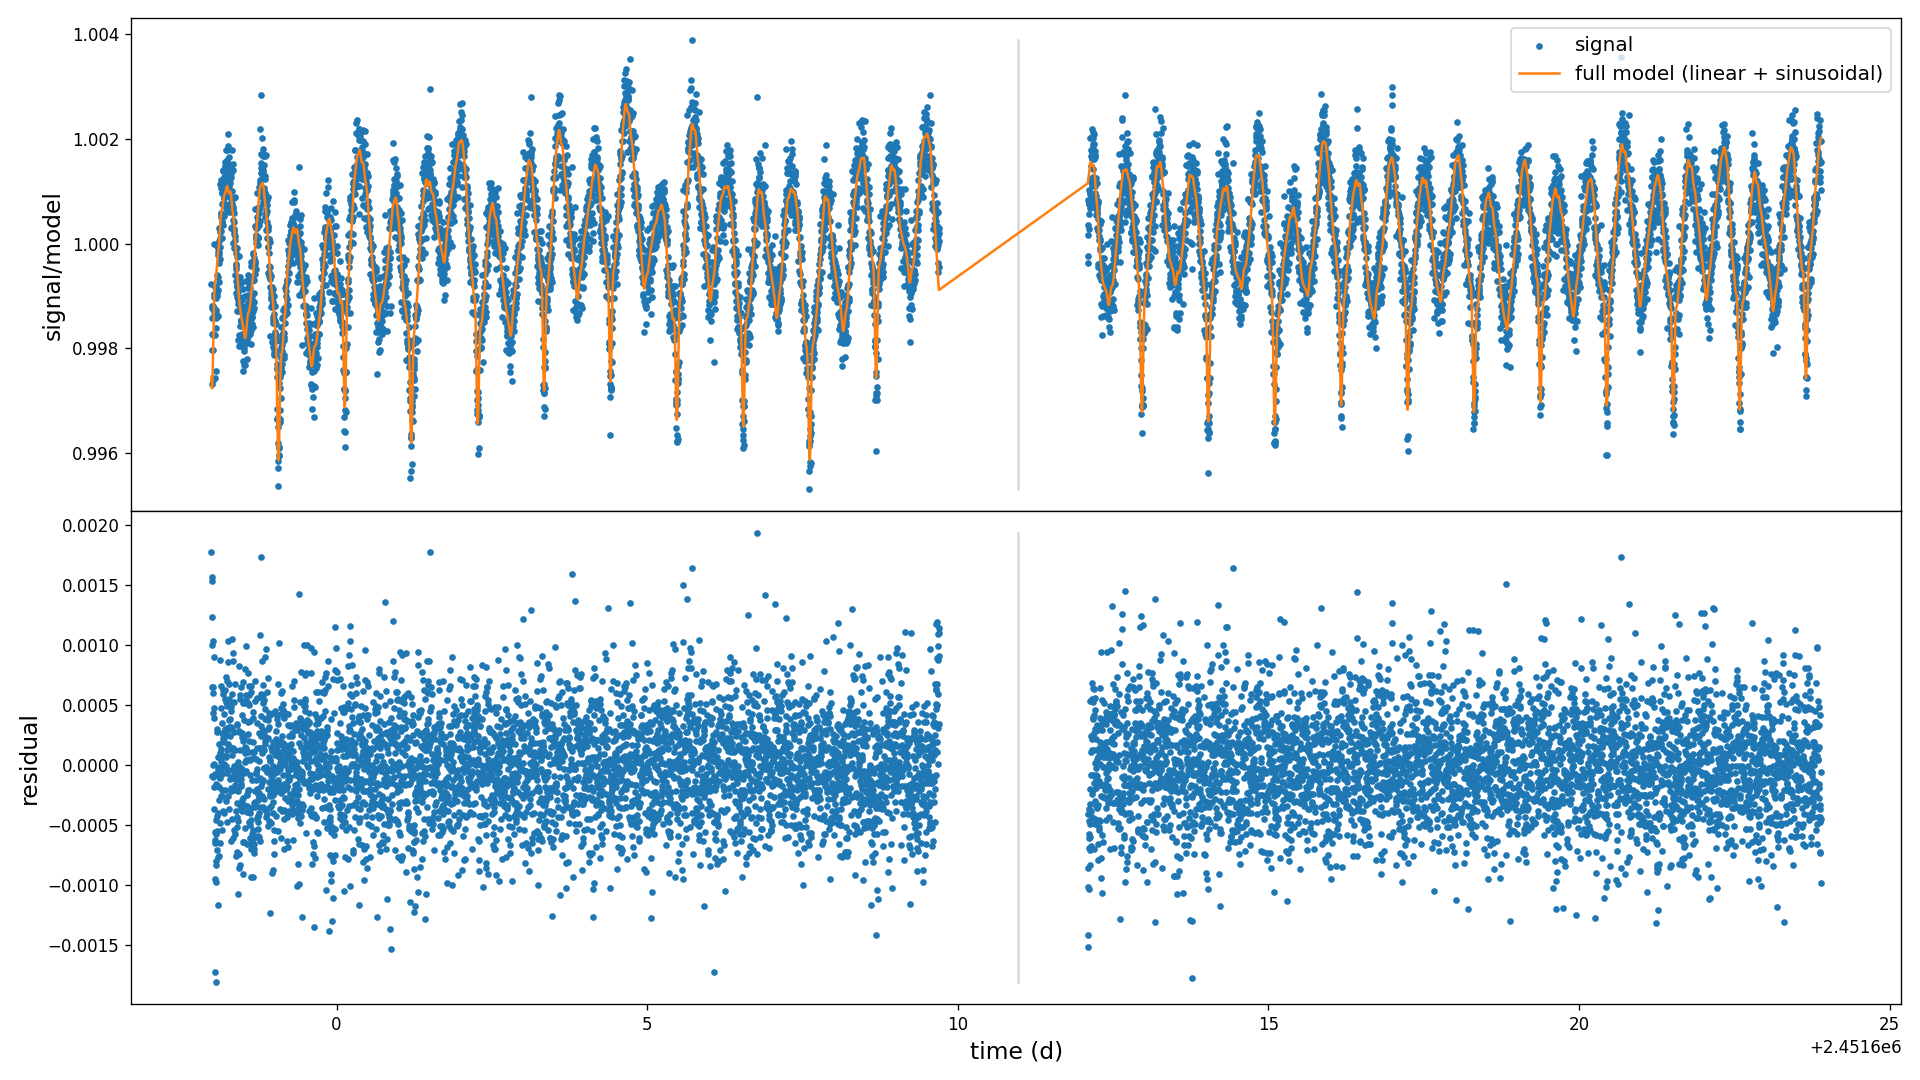 1.004
1.002
1.000
0.998
0.996
signal/model
signal
full model (linear + sinusoidal)
0.0020
0.0015
0.0010
0.0005
0.0000
−0.0005
−0.0010
−0.0015
residual
0 5 10 15 20 25
time (d)
+2.4516e6